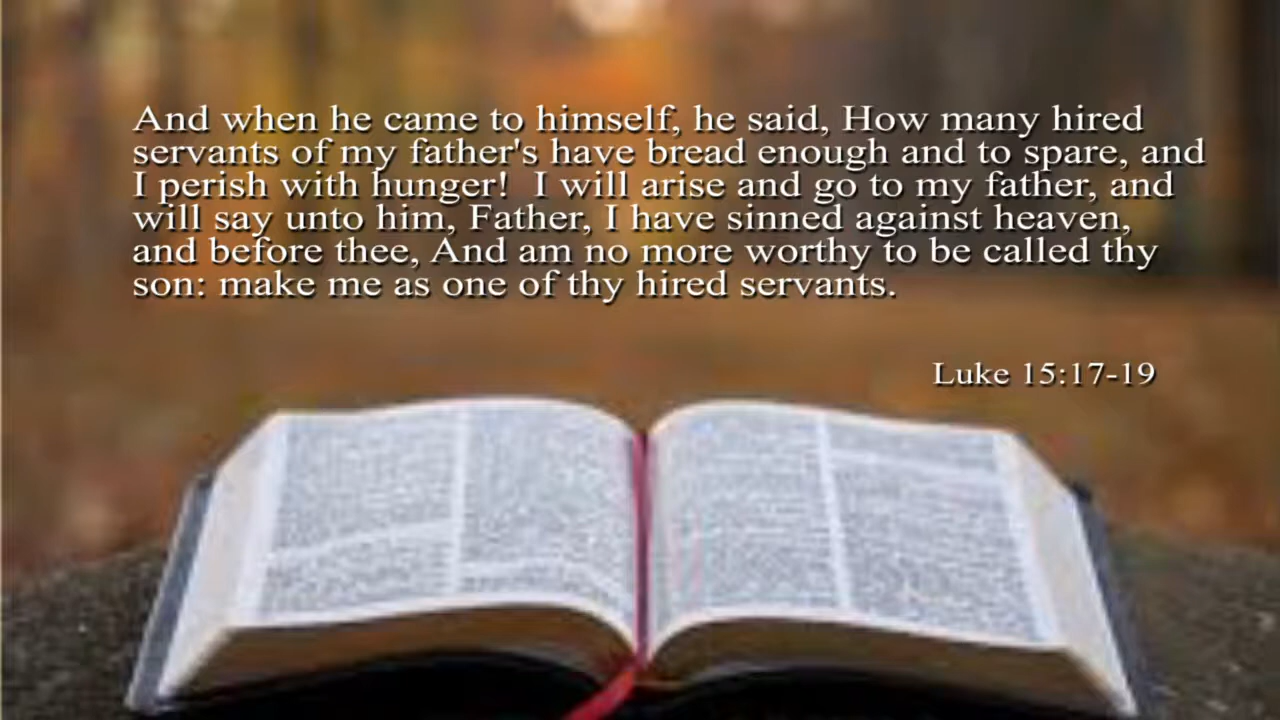 And when he came to himself, he said, How many hired
servants of my father's have bread enough and to spare, and
I perish with hunger!  I will arise and go to my father, and
will say unto him, Father, I have sinned against heaven,
and before thee, And am no more worthy to be called thy
son: make me as one of thy hired servants.
Luke 15:17-19